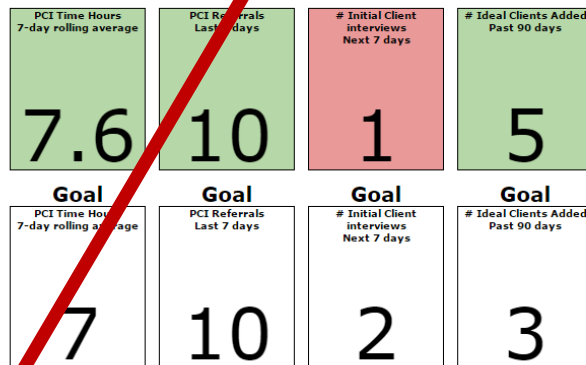 PCI Time Hours
7-day rolling average
7.6
PCI Referrals
Last days
10
# Initial Client
interviews
Next 7 days
1
# Ideal Clients Added
Past 90 days
5
Goal
Goal
Goal
Goal
PCI Time
7-day rolling average
7
PCI Referrals
Last 7 days
10
# Initial Client
interviews
Next 7 days
2
# Ideal Clients Added
Past 90 days
3